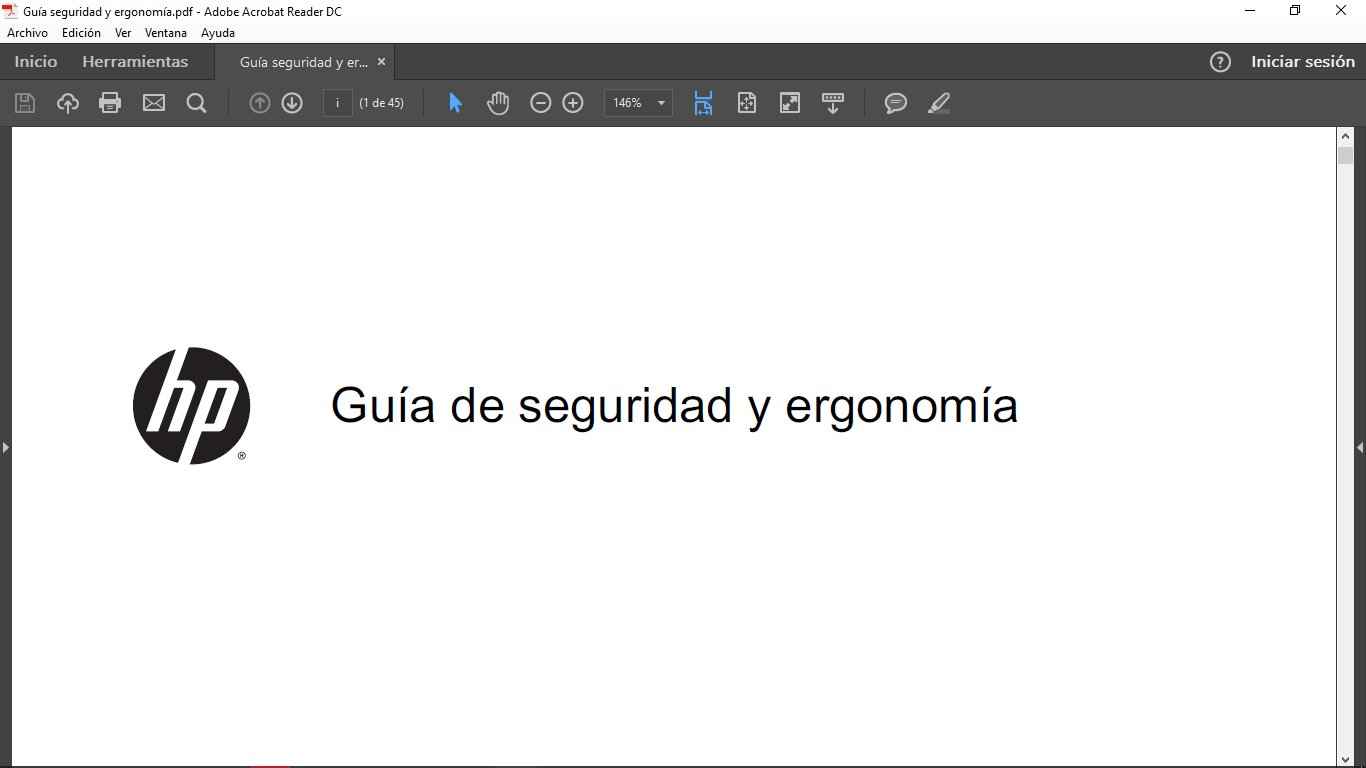 Guía seguridad y ergonomía.pdf - Adobe Acrobat Reader DC
Archivo Edición Ver Ventana Ayuda
Inicio Herramientas Guía seguridad y er... × ? Iniciar sesión
i (1 de 45) 146%
hp ®
Guía de seguridad y ergonomía